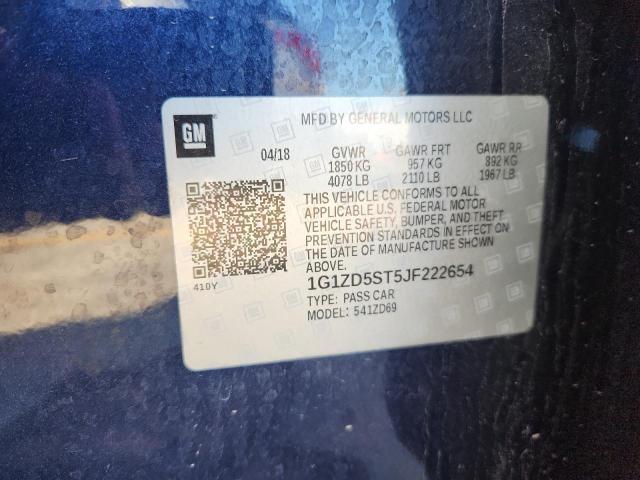 MFD BY GENERAL MOTORS LLC
GM
04/18 GVWR GAWR FRT GAWR RR
1850 KG 957 KG 892 KG
4078 LB 2110 LB 1967 LB
THIS VEHICLE CONFORMS TO ALL
APPLICABLE U.S. FEDERAL MOTOR
VEHICLE SAFETY, BUMPER, AND THEFT
PREVENTION STANDARDS IN EFFECT ON
THE DATE OF MANUFACTURE SHOWN
ABOVE.
410Y
1G1ZD5ST5JF222654
TYPE: PASS CAR
MODEL: 541ZD69